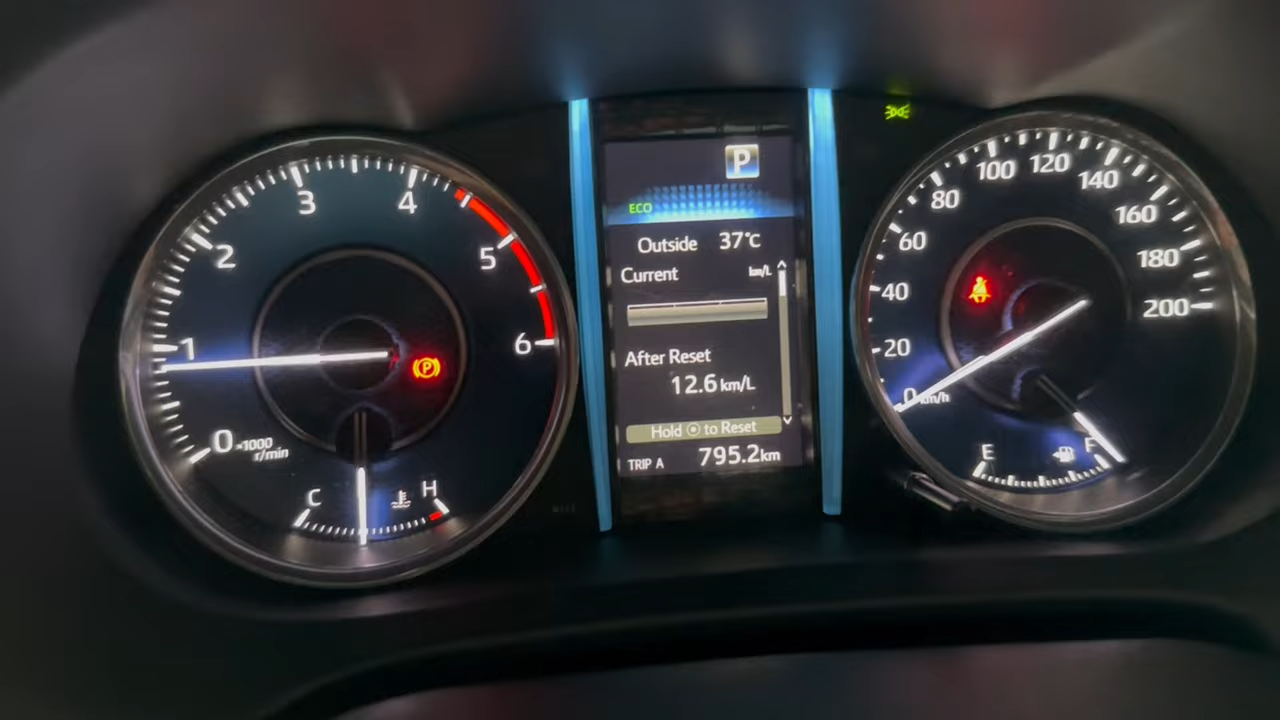 0
1
2
3
4
5
6
×1000
r/min
C
H
P
P
ECO
Outside 37°C
Current km/L
After Reset
12.6 km/L
Hold to Reset
TRIP A 795.2km
0
20
40
60
80
100
120
140
160
180
200
km/h
E
F